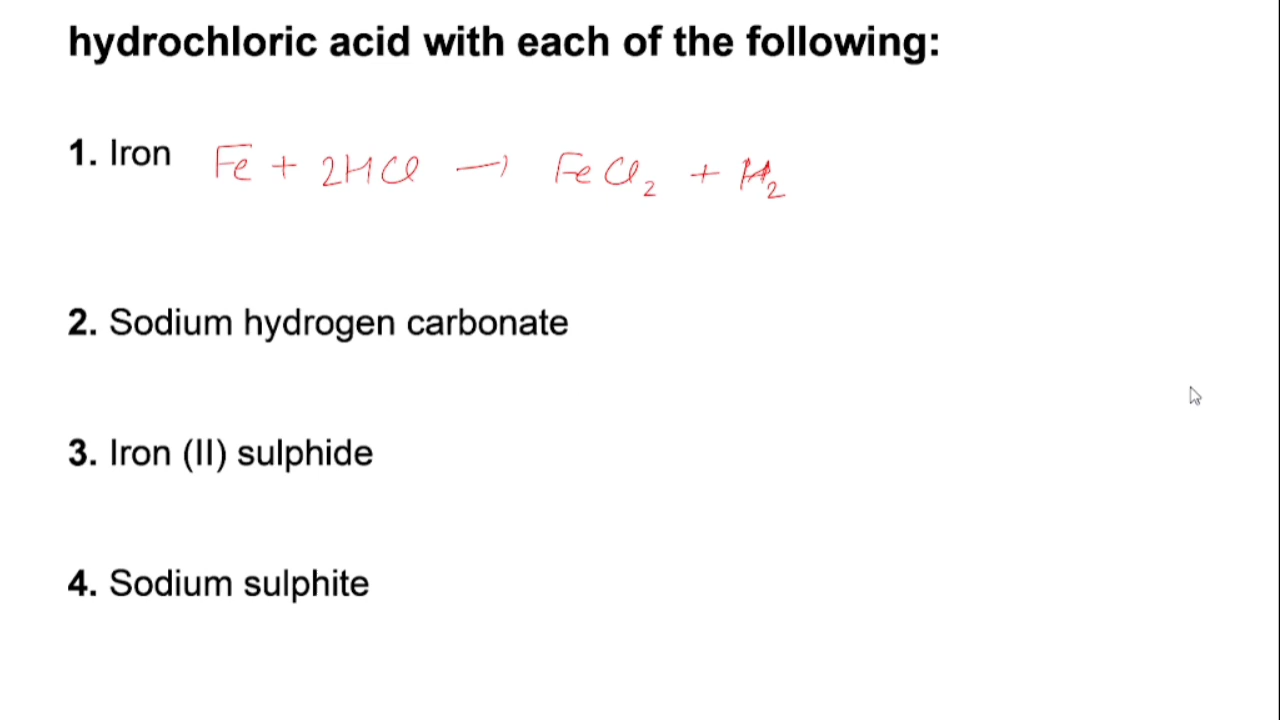 hydrochloric acid with each of the following:
1. Iron Fe + 2HCl → FeCl₂ + H₂
2. Sodium hydrogen carbonate
3. Iron (II) sulphide
4. Sodium sulphite